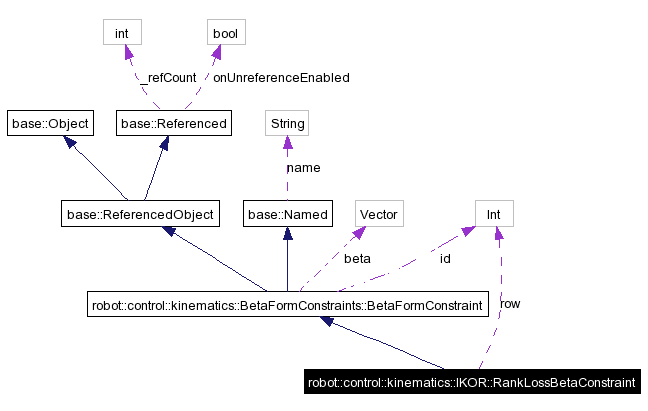 int
bool
_refCount
onUnreferenceEnabled
base::Object
base::Referenced
String
name
base::ReferencedObject
base::Named
Vector
Int
beta
id
robot::control::kinematics::BetaFormConstraints::BetaFormConstraint
row
robot::control::kinematics::IKOR::RankLossBetaConstraint